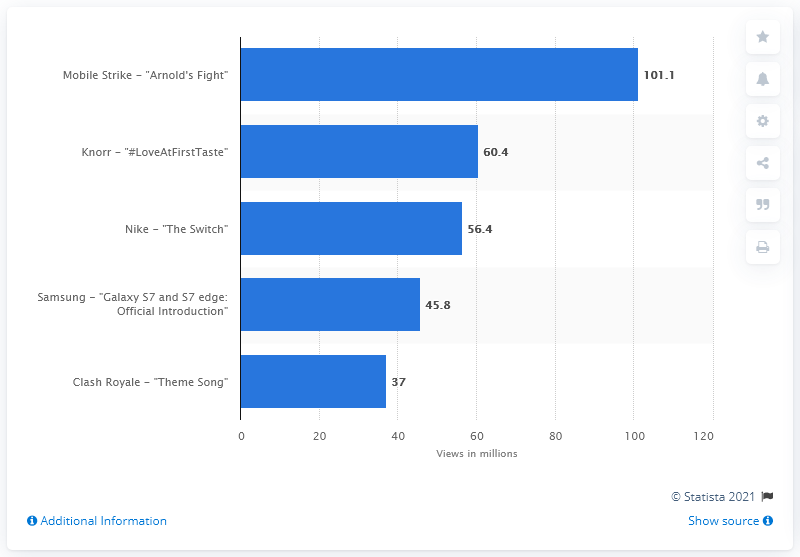 Mobile Strike – "Arnold's Fight"
101.1
Knorr – "#LoveAtFirstTaste"
60.4
Nike – "The Switch"
56.4
Samsung – "Galaxy S7 and S7 edge:
Official Introduction"
45.8
Clash Royale – "Theme Song"
37
0 20 40 60 80 100 120
Views in millions
© Statista 2021
Additional Information
Show source